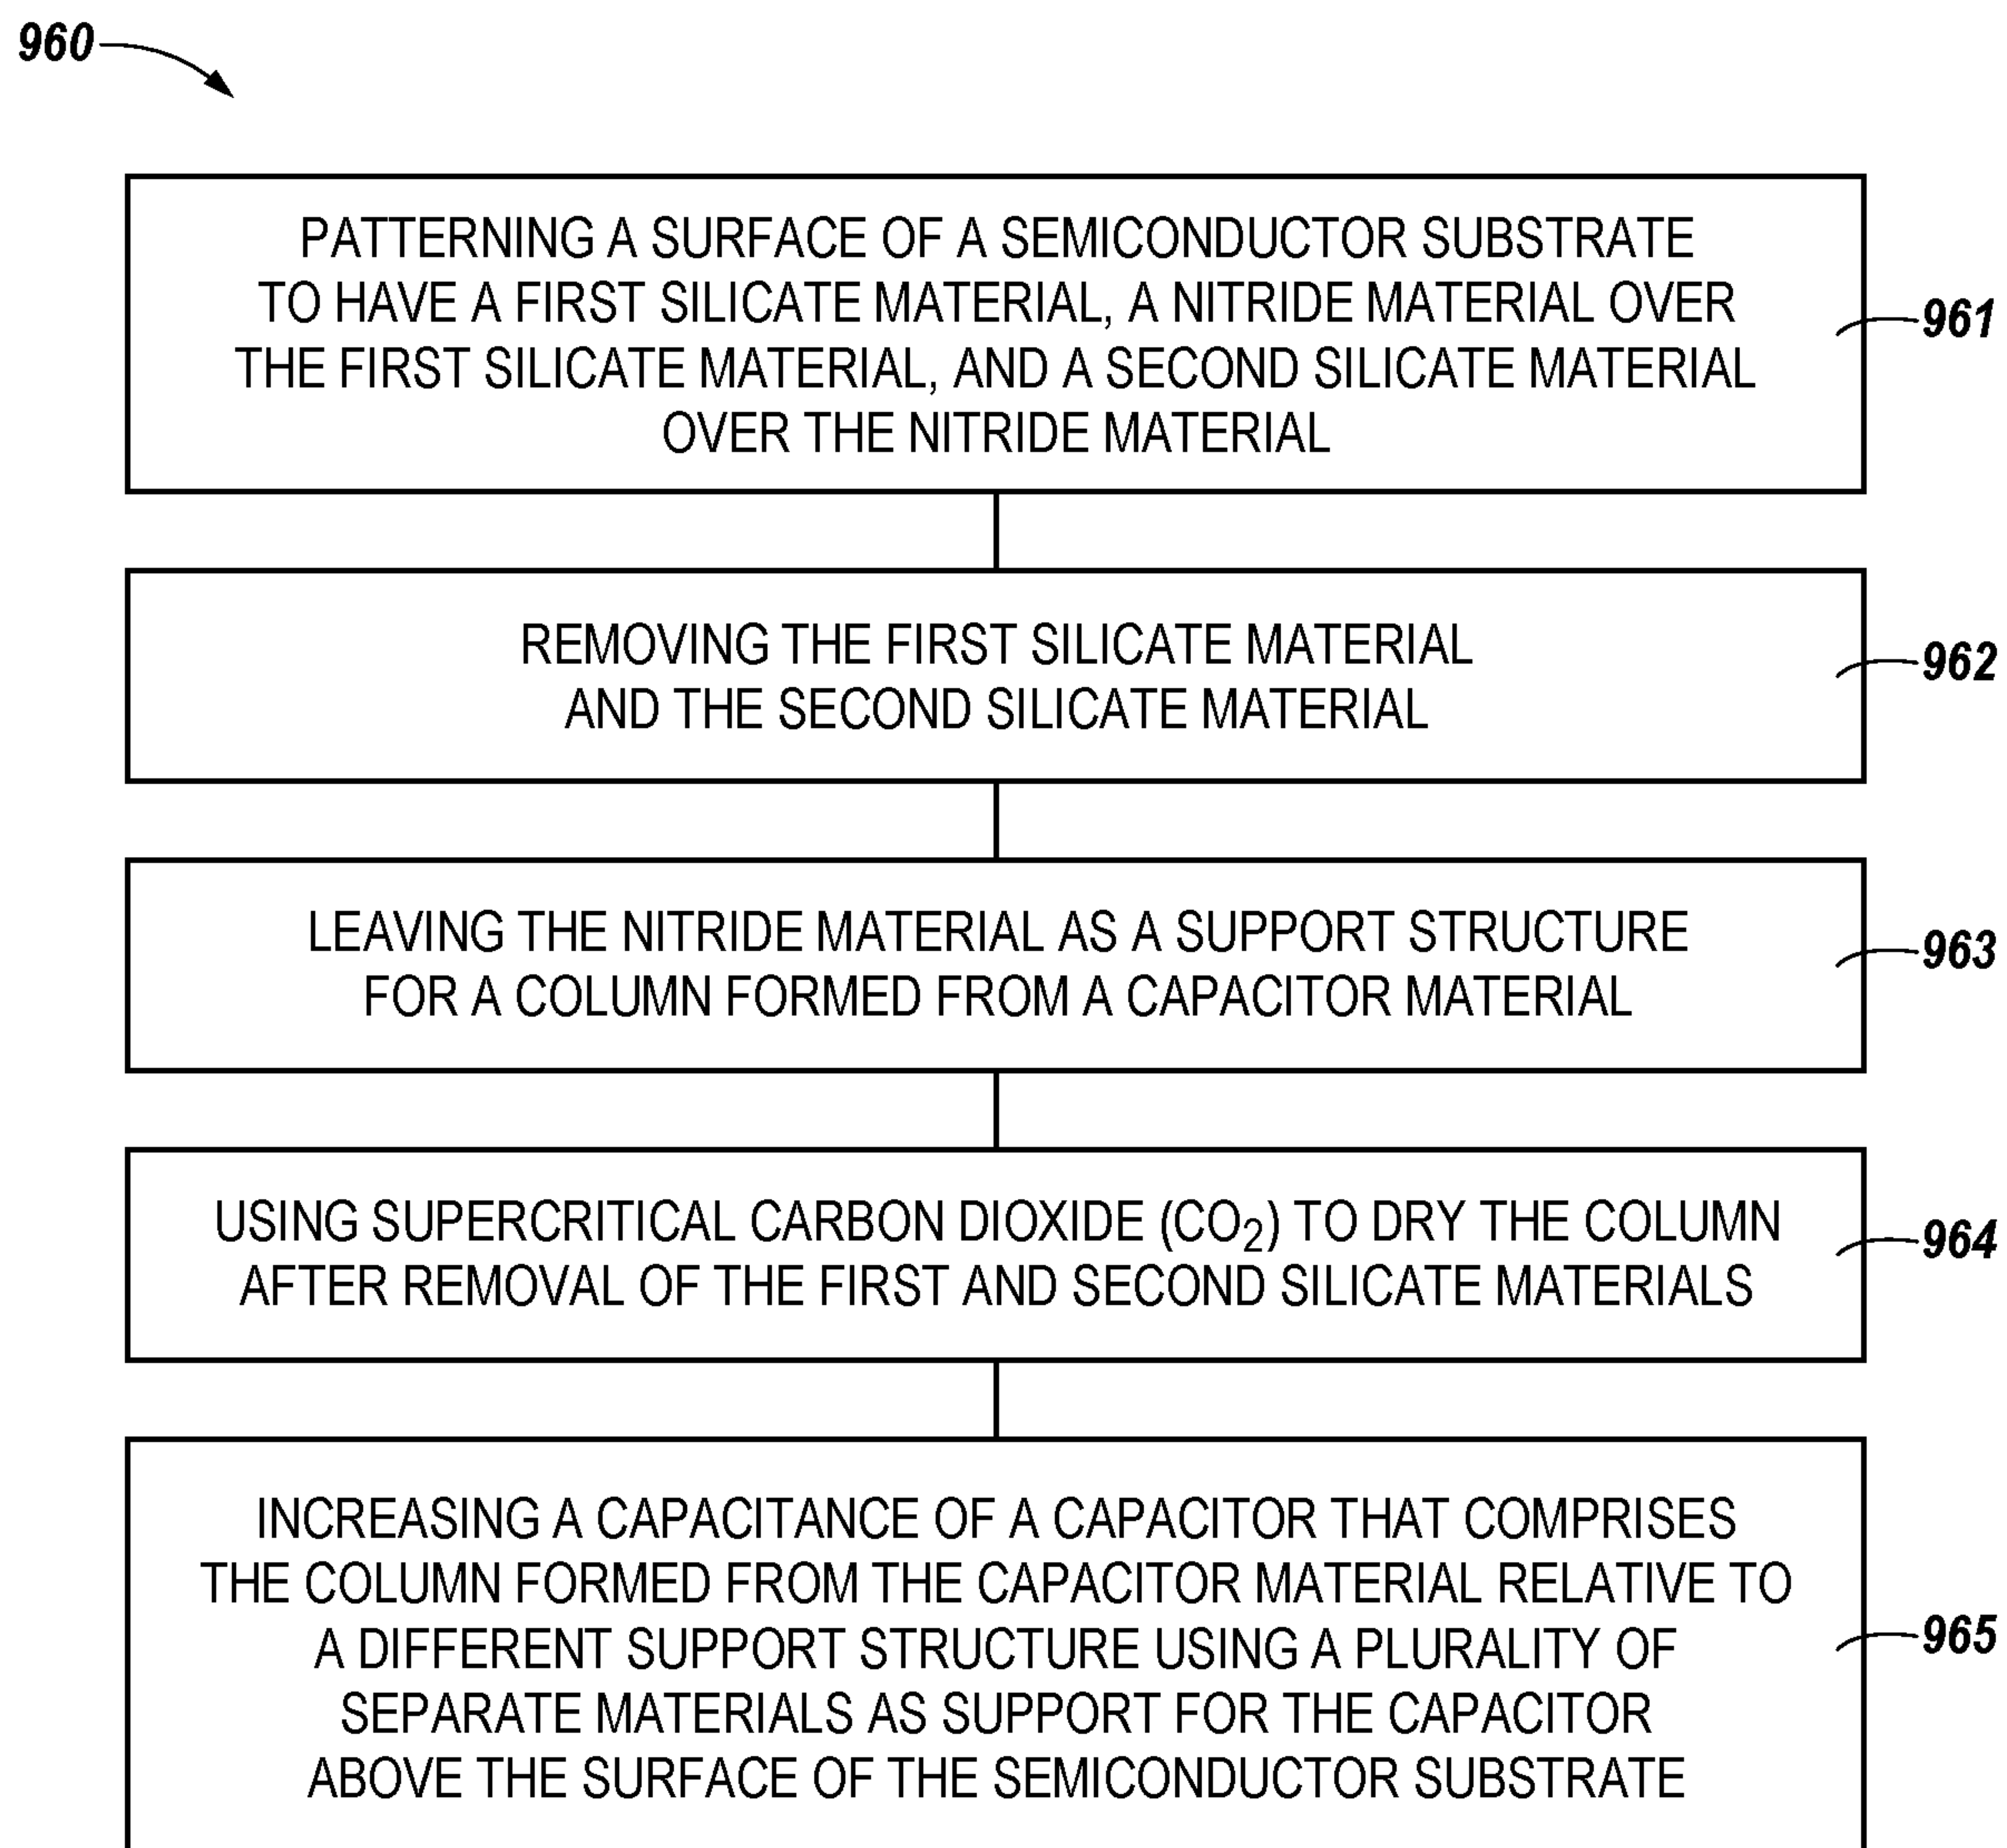 960
PATTERNING A SURFACE OF A SEMICONDUCTOR SUBSTRATE
TO HAVE A FIRST SILICATE MATERIAL, A NITRIDE MATERIAL OVER
THE FIRST SILICATE MATERIAL, AND A SECOND SILICATE MATERIAL
OVER THE NITRIDE MATERIAL
961
REMOVING THE FIRST SILICATE MATERIAL
AND THE SECOND SILICATE MATERIAL
962
LEAVING THE NITRIDE MATERIAL AS A SUPPORT STRUCTURE
FOR A COLUMN FORMED FROM A CAPACITOR MATERIAL
963
USING SUPERCRITICAL CARBON DIOXIDE (CO₂) TO DRY THE COLUMN
AFTER REMOVAL OF THE FIRST AND SECOND SILICATE MATERIALS
964
INCREASING A CAPACITANCE OF A CAPACITOR THAT COMPRISES
THE COLUMN FORMED FROM THE CAPACITOR MATERIAL RELATIVE TO
A DIFFERENT SUPPORT STRUCTURE USING A PLURALITY OF
SEPARATE MATERIALS AS SUPPORT FOR THE CAPACITOR
ABOVE THE SURFACE OF THE SEMICONDUCTOR SUBSTRATE
965